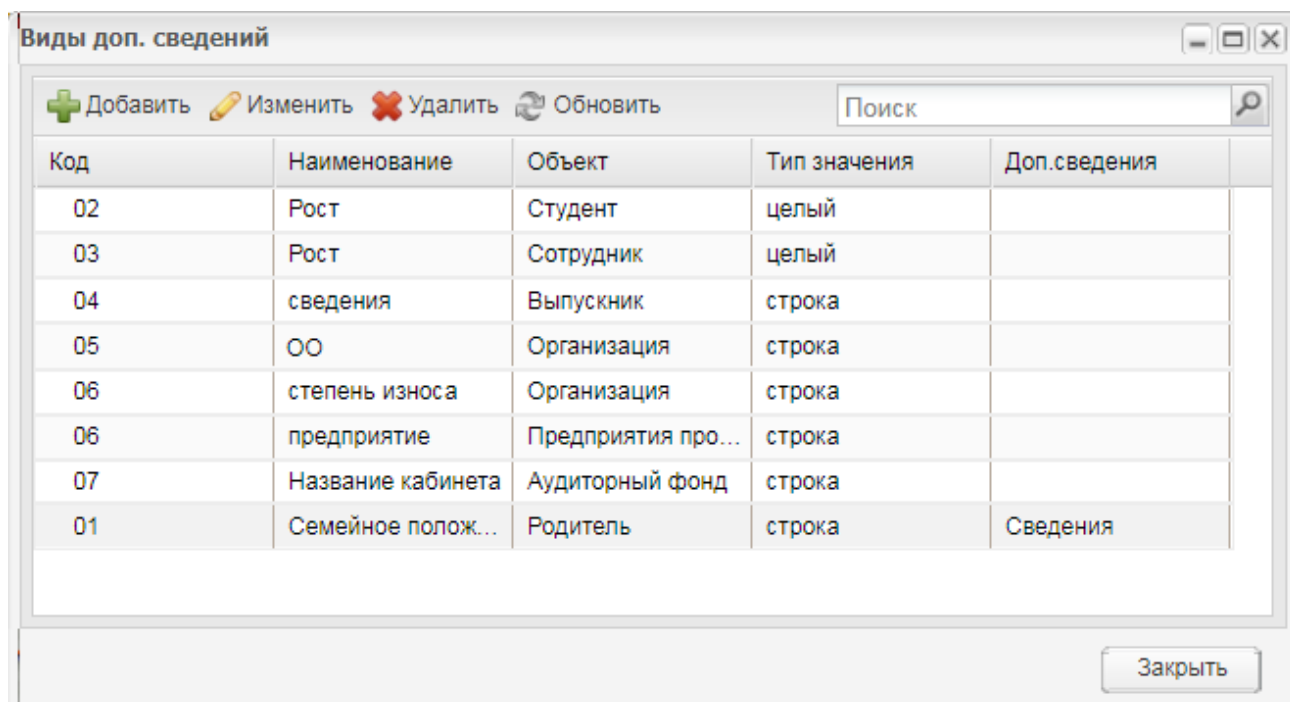 Виды доп. сведений
Добавить Изменить Удалить Обновить Поиск
Код Наименование Объект Тип значения Доп.сведения
02 Рост Студент целый
03 Рост Сотрудник целый
04 сведения Выпускник строка
05 ОО Организация строка
06 степень износа Организация строка
06 предприятие Предприятия про... строка
07 Название кабинета Аудиторный фонд строка
01 Семейное полож... Родитель строка Сведения
Закрыть